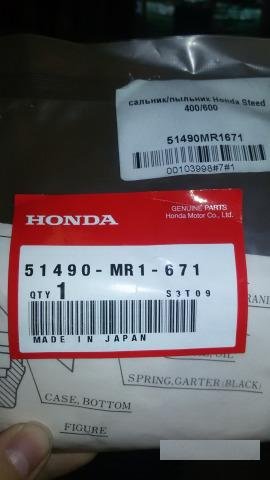 сальник/пыльник Honda Steed
400/600
51490MR1671
00103998#7#1
GENUINE PARTS
HONDA
Honda Motor Co., Ltd.
51490-MR1-671
QTY 1
S3T09
MADE IN JAPAN
OIL
SPRING, GARTER (BLACK)
CASE, BOTTOM
FIGURE